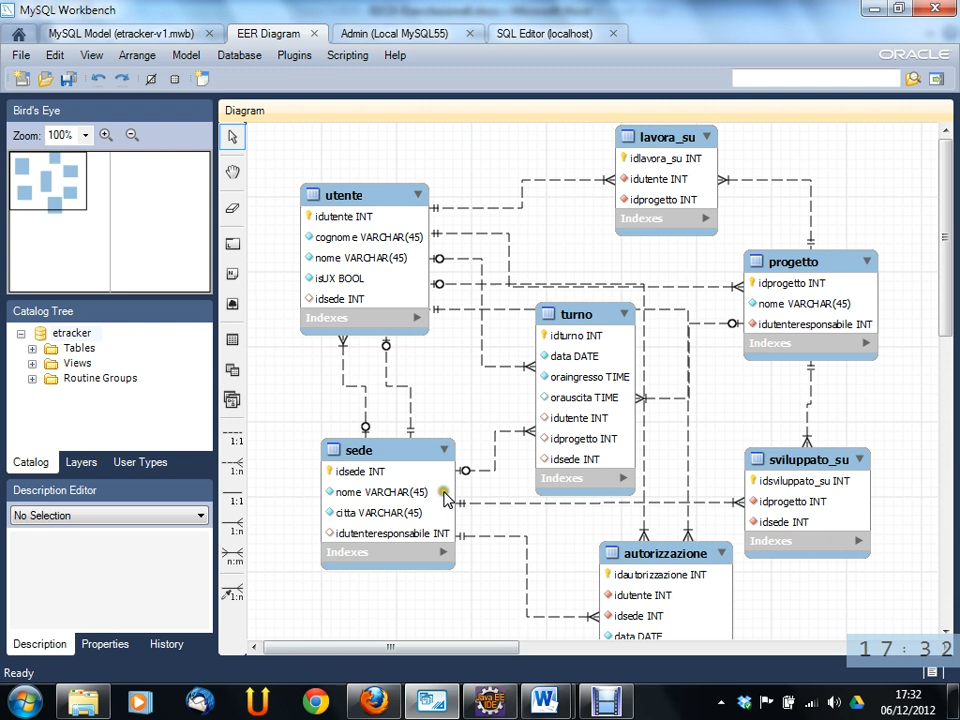 MySQL Workbench
MySQL Model (etracker-v1.mwb)
EER Diagram
Admin (Local MySQL55)
SQL Editor (localhost)
File Edit View Arrange Model Database Plugins Scripting Help
ORACLE
Bird's Eye
Zoom: 100%
Catalog Tree
etracker
Tables
Views
Routine Groups
Catalog Layers User Types
Description Editor
No Selection
Description Properties History
Ready
Diagram
1:1
1:n
1:1
1:n
n:m
1:n
utente
idutente INT
cognome VARCHAR(45)
nome VARCHAR(45)
isUX BOOL
idsede INT
Indexes
lavora_su
idlavora_su INT
idutente INT
idprogetto INT
Indexes
progetto
idprogetto INT
nome VARCHAR(45)
idutenteresponsabile INT
Indexes
turno
idturno INT
data DATE
oraingresso TIME
orauscita TIME
idutente INT
idprogetto INT
idsede INT
Indexes
sede
idsede INT
nome VARCHAR(45)
citta VARCHAR(45)
idutenteresponsabile INT
Indexes
sviluppato_su
idsviluppato_su INT
idprogetto INT
idsede INT
Indexes
autorizzazione
idautorizzazione INT
idutente INT
idsede INT
data DATE
17:32
Java EE
IDE
17:32
06/12/2012